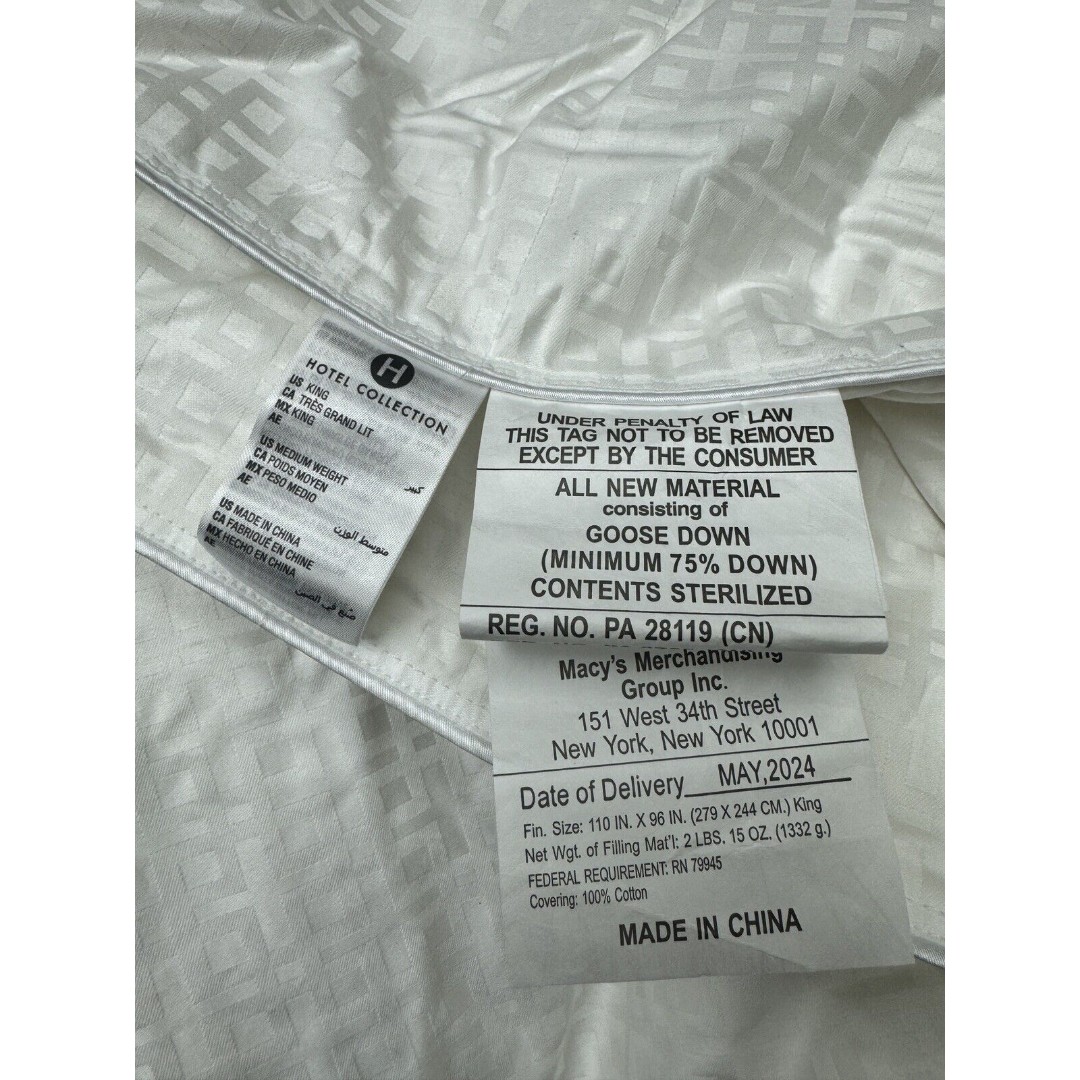 H
HOTEL COLLECTION
US KING
CA TRÈS GRAND LIT
MX KING
AE
كبير
US MEDIUM WEIGHT
CA POIDS MOYEN
MX PESO MEDIO
AE
متوسط الوزن
US MADE IN CHINA
CA FABRIQUÉ EN CHINE
MX HECHO EN CHINA
AE
صنع في الصين
UNDER PENALTY OF LAW
THIS TAG NOT TO BE REMOVED
EXCEPT BY THE CONSUMER
ALL NEW MATERIAL
consisting of
GOOSE DOWN
(MINIMUM 75% DOWN)
CONTENTS STERILIZED
REG. NO. PA 28119 (CN)
Macy's Merchandising
Group Inc.
151 West 34th Street
New York, New York 10001
Date of Delivery MAY,2024
Fin. Size: 110 IN. X 96 IN. (279 X 244 CM.) King
Net Wgt. of Filling Mat'l: 2 LBS. 15 OZ. (1332 g.)
FEDERAL REQUIREMENT: RN 79945
Covering: 100% Cotton
MADE IN CHINA